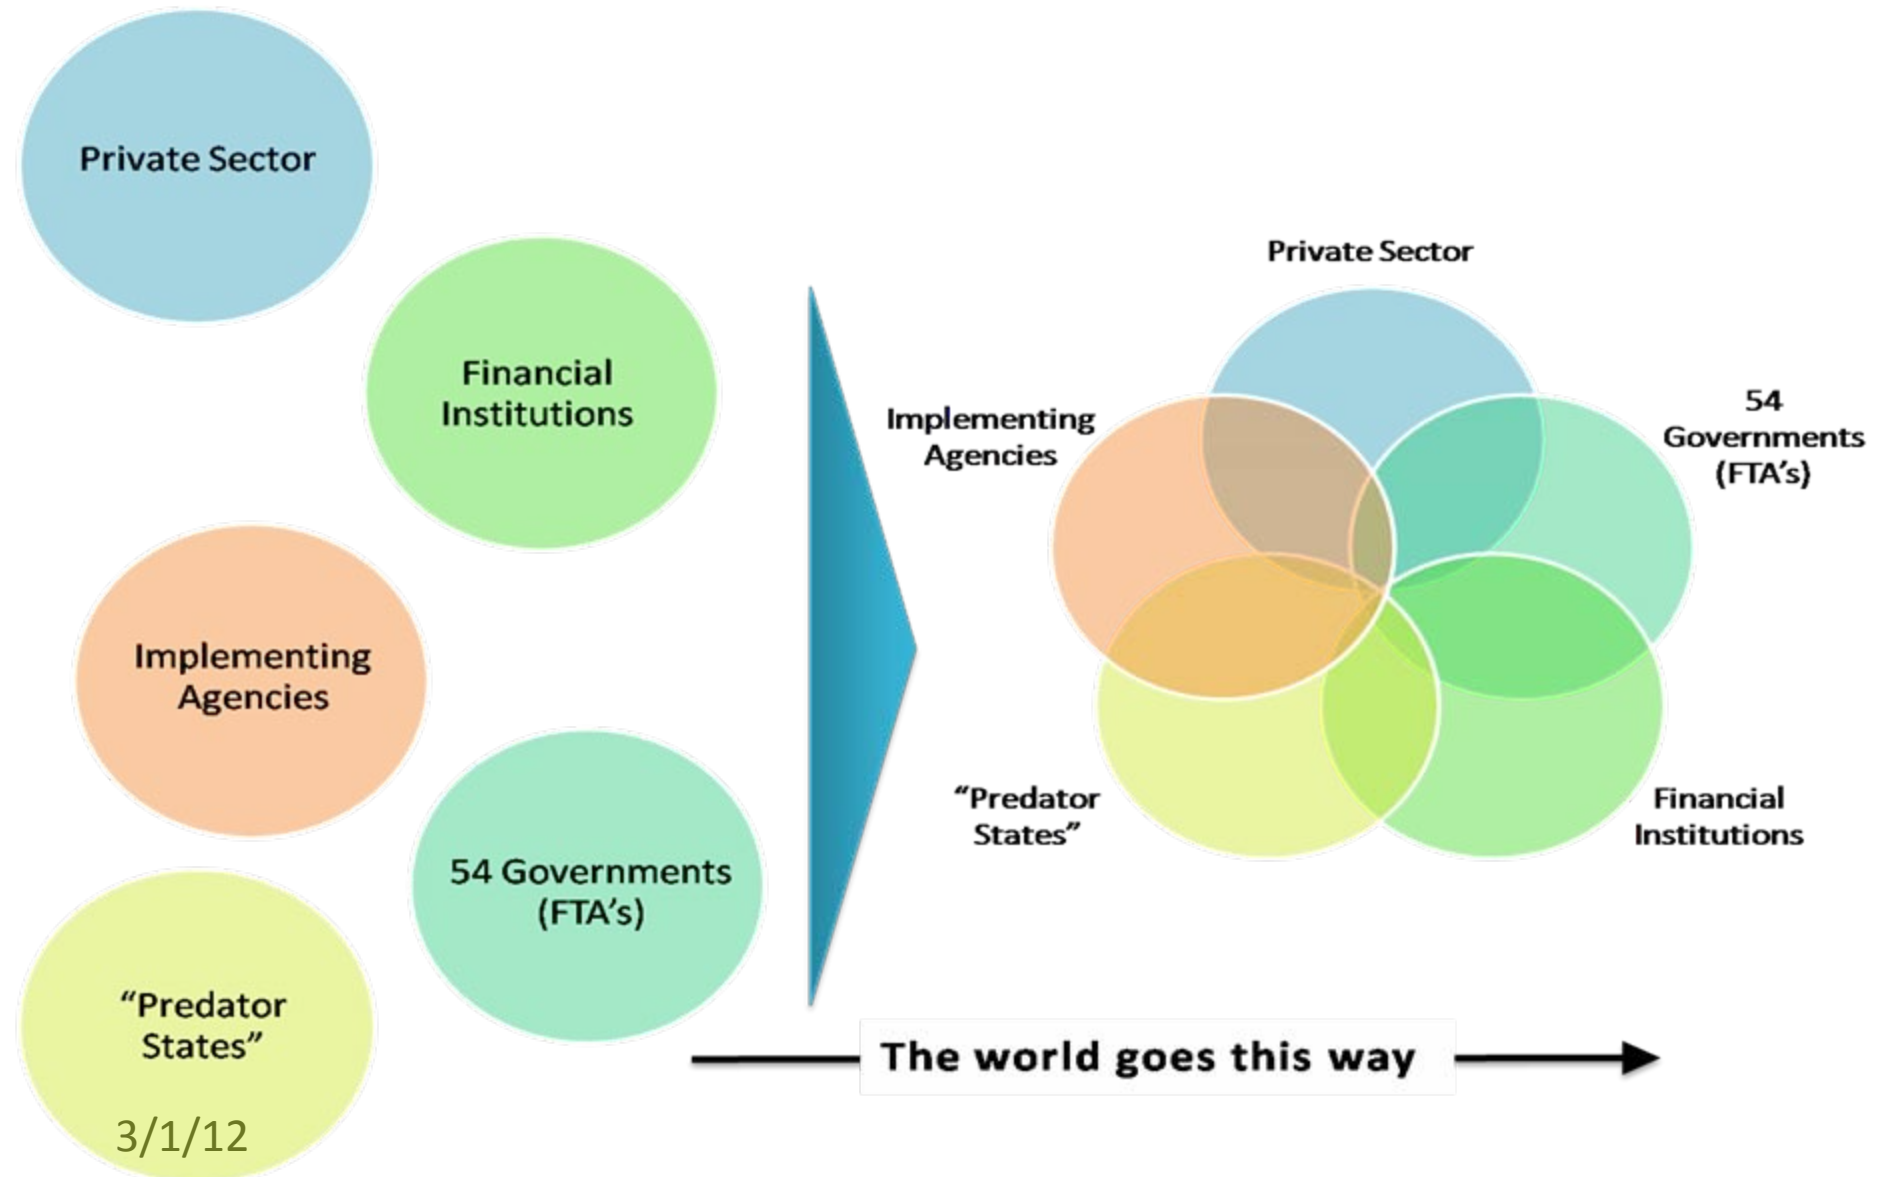 Private Sector
Financial
Institutions
Implementing
Agencies
54 Governments
(FTA’s)
“Predator
States”
3/1/12
Private Sector
Implementing
Agencies
54
Governments
(FTA’s)
“Predator
States”
Financial
Institutions
The world goes this way